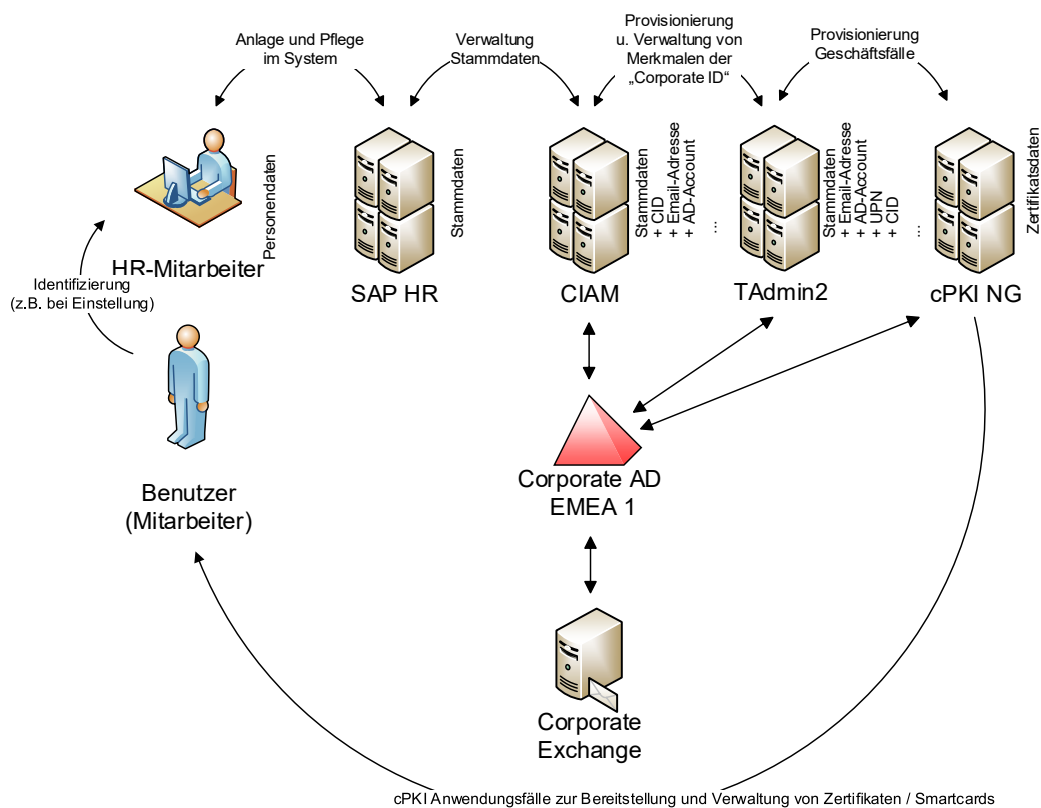 Anlage und Pflege
im System
Verwaltung
Stammdaten
Provisionierung
u. Verwaltung von
Merkmalen der
„Corporate ID“
Provisionierung
Geschäftsfälle
Personendaten
HR-Mitarbeiter
Stammdaten
SAP HR
Stammdaten
+ CID
+ Email-Adresse
+ AD-Account
...
CIAM
Stammdaten
+ Email-Adresse
+ AD-Account
+ UPN
+ CID
...
TAdmin2
Zertifikatsdaten
cPKI NG
Identifizierung
(z.B. bei Einstellung)
Benutzer
(Mitarbeiter)
Corporate AD
EMEA 1
Corporate
Exchange
cPKI Anwendungsfälle zur Bereitstellung und Verwaltung von Zertifikaten / Smartcards